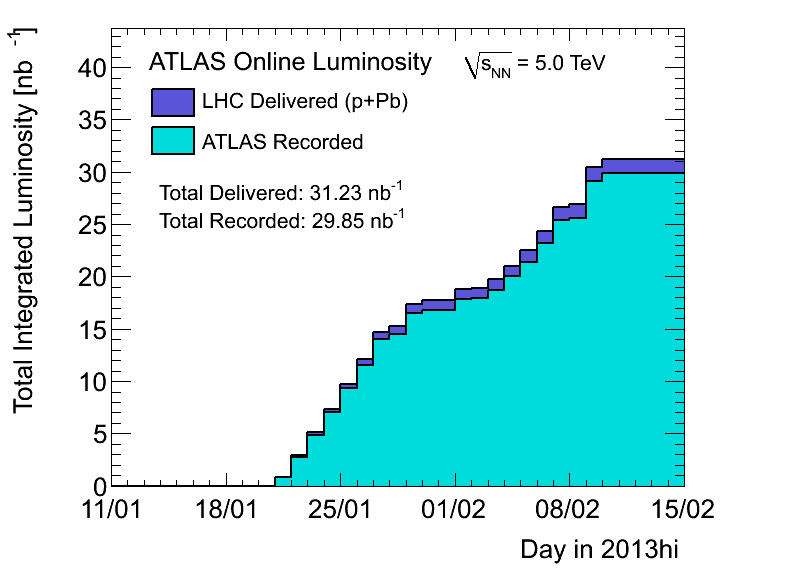 Total Integrated Luminosity [nb⁻¹]
ATLAS Online Luminosity
√sNN = 5.0 TeV
LHC Delivered (p+Pb)
ATLAS Recorded
Total Delivered: 31.23 nb⁻¹
Total Recorded: 29.85 nb⁻¹
40
35
30
25
20
15
10
5
0
11/01 18/01 25/01 01/02 08/02 15/02
Day in 2013hi